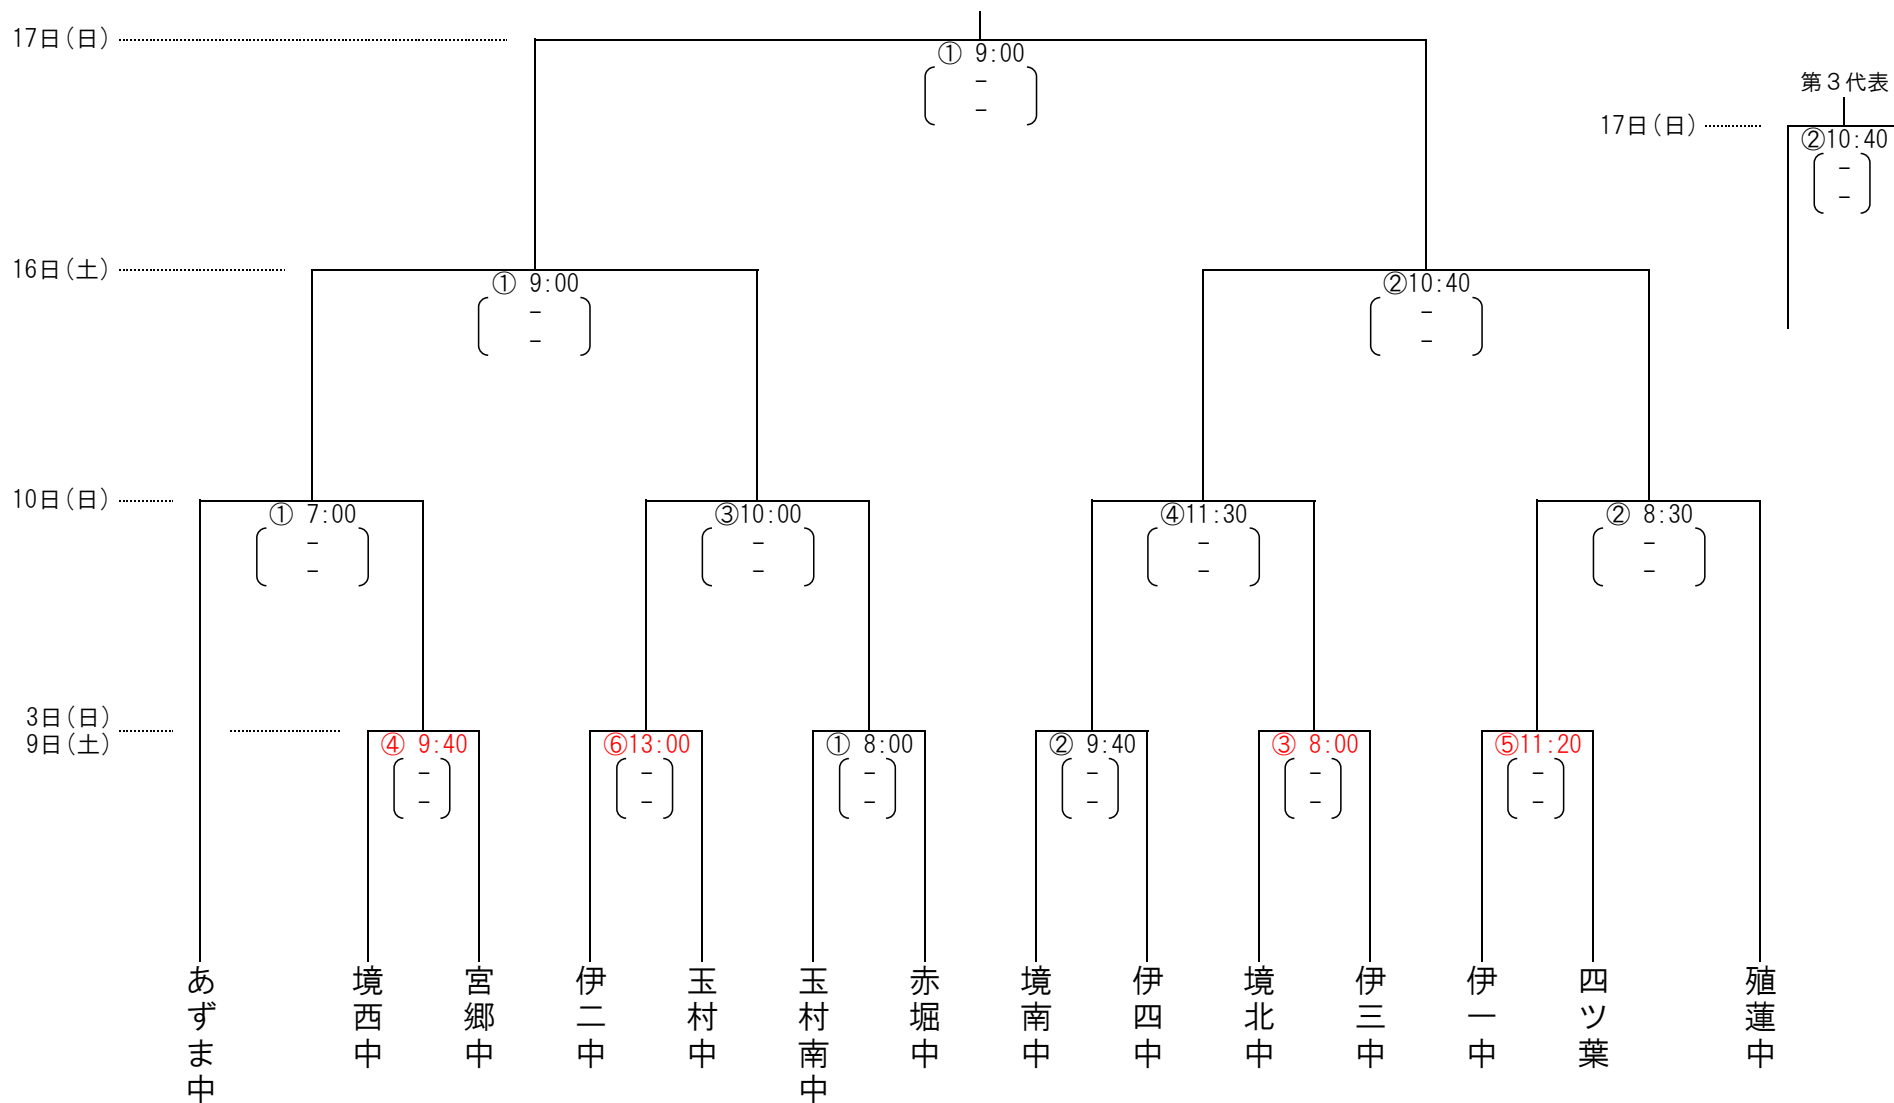 17日(日)
① 9:00
-
-
第３代表
17日(日)
②10:40
-
-
16日(土)
① 9:00
-
-
②10:40
-
-
10日(日)
① 7:00
-
-
③10:00
-
-
④11:30
-
-
② 8:30
-
-
3日(日)
9日(土)
④ 9:40
-
-
⑥13:00
-
-
① 8:00
-
-
② 9:40
-
-
③ 8:00
-
-
⑤11:20
-
-
あずま中
境西中
宮郷中
伊二中
玉村中
玉村南中
赤堀中
境南中
伊四中
境北中
伊三中
伊一中
四ツ葉
殖蓮中